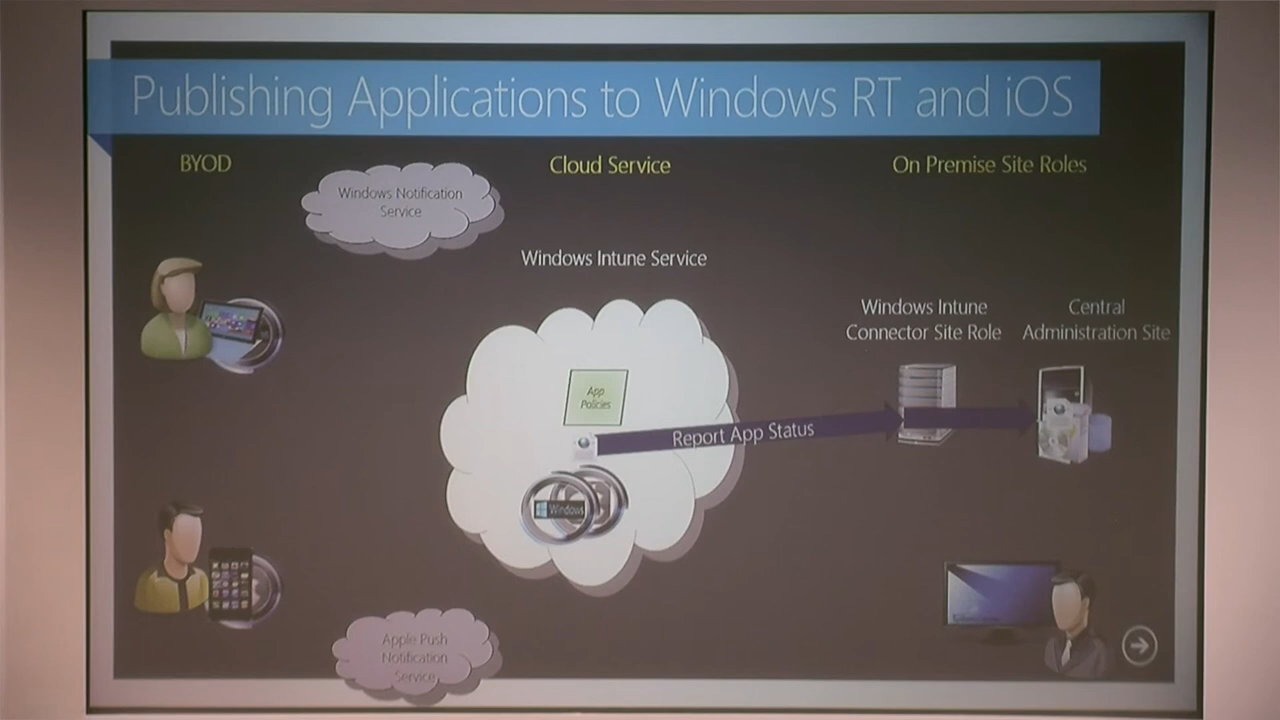 Publishing Applications to Windows RT and iOS
BYOD
Cloud Service
On Premise Site Roles
Windows Notification
Service
Windows Intune Service
Windows Intune
Connector Site Role
Central
Administration Site
App
Policies
Report App Status
Windows
Apple Push
Notification
Service